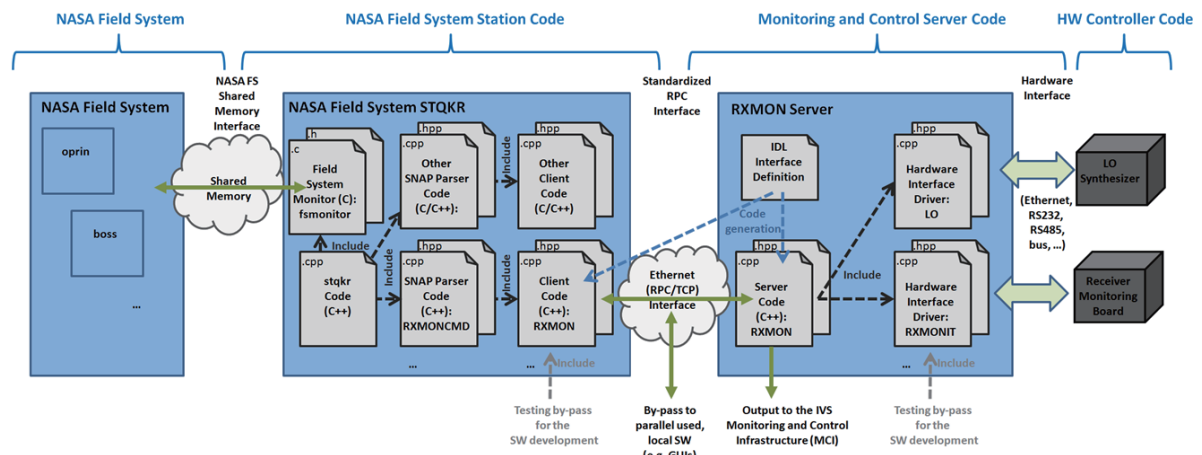 NASA Field System
NASA Field System Station Code
Monitoring and Control Server Code
HW Controller Code
NASA FS
Shared
Memory
Interface
Standardized
RPC
Interface
Hardware
Interface
NASA Field System
oprin
boss
...
Shared
Memory
NASA Field System STQKR
.h
.c
Field
System
Monitor (C):
fsmonitor
Include
.cpp
stqkr
Code
(C++)
Include
Include
.hpp
.cpp
Other
SNAP Parser
Code
(C/C++):
Include
.hpp
.cpp
Other
Client
Code
(C/C++):
.hpp
.cpp
SNAP Parser
Code
(C++):
RXMONCMD
...
Include
.hpp
.cpp
Client
Code
(C++):
RXMON
...
Include
Testing by-pass
for the
SW development
Ethernet
(RPC/TCP)
Interface
By-pass to
parallel used,
local SW
(e.g. GUIs)
RXMON Server
IDL
Interface
Definition
Code
generation
.hpp
.cpp
Server
Code
(C++):
RXMON
Output to the IVS
Monitoring and Control
Infrastructure (MCI)
Include
.hpp
.cpp
Hardware
Interface
Driver:
LO
.hpp
.cpp
Hardware
Interface
Driver:
RXMONIT
...
Include
Testing by-pass
for the
SW development
(Ethernet,
RS232,
RS485,
bus, ...)
LO
Synthesizer
Receiver
Monitoring
Board